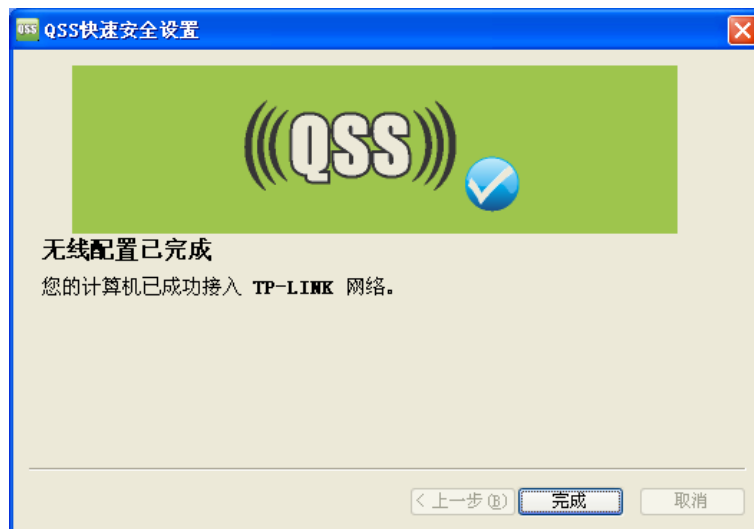 QSS QSS快速安全设置
(((QSS)))
无线配置已完成
您的计算机已成功接入 TP-LINK 网络。
< 上一步(B) 完成 取消